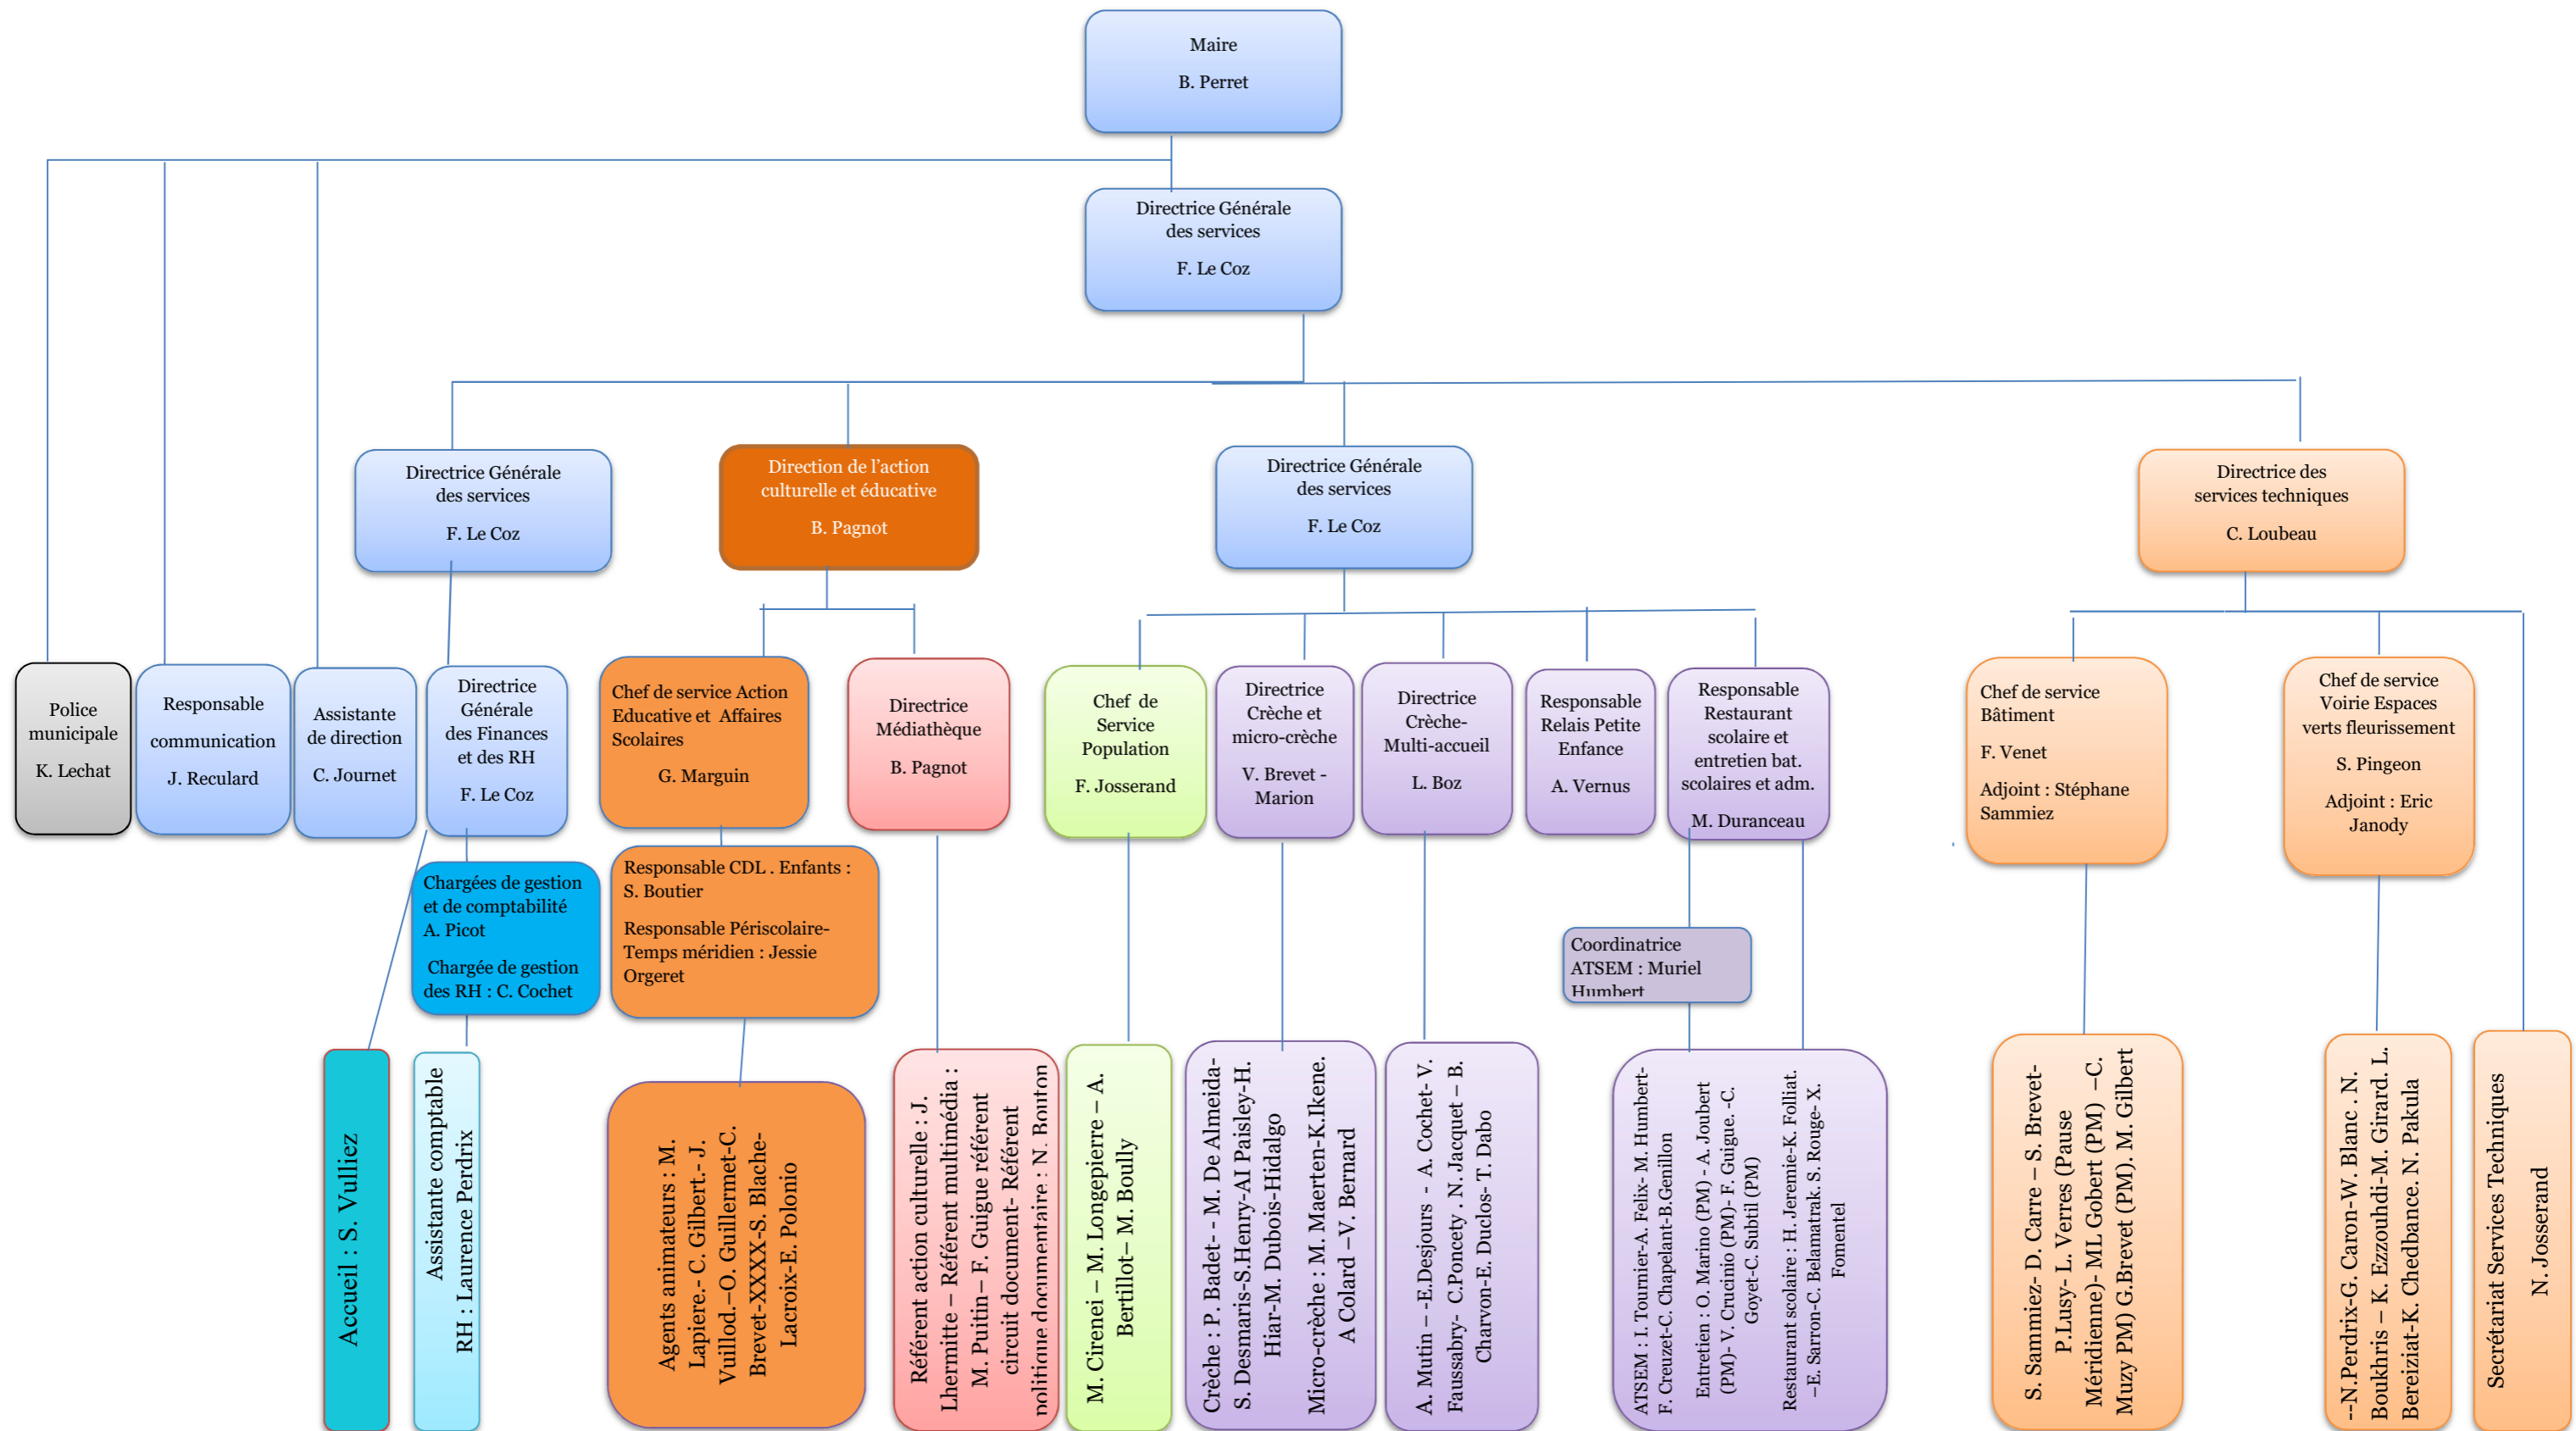 Maire
B. Perret
Directrice Générale
des services
F. Le Coz
Directrice Générale
des services
F. Le Coz
Direction de l’action
culturelle et éducative
B. Pagnot
Directrice Générale
des services
F. Le Coz
Directrice des
services techniques
C. Loubeau
Police
municipale
K. Lechat
Responsable
communication
J. Reculard
Assistante
de direction
C. Journet
Directrice
Générale
des Finances
et des RH
F. Le Coz
Chef de service Action
Educative et Affaires
Scolaires
G. Marguin
Directrice
Médiathèque
B. Pagnot
Chef de
Service
Population
F. Josserand
Directrice
Crèche et
micro-crèche
V. Brevet -
Marion
Directrice
Crèche-
Multi-accueil
L. Boz
Responsable
Relais Petite
Enfance
A. Vernus
Responsable
Restaurant
scolaire et
entretien bat.
scolaires et adm.
M. Duranceau
Chef de service
Bâtiment
F. Venet
Adjoint : Stéphane
Sammiez
Chef de service
Voirie Espaces
verts fleurissement
S. Pingeon
Adjoint : Eric
Janody
Chargées de gestion
et de comptabilité
A. Picot
Chargée de gestion
des RH : C. Cochet
Responsable CDL . Enfants :
S. Boutier
Responsable Périscolaire-
Temps méridien : Jessie
Orgeret
Coordinatrice
ATSEM : Muriel
Humbert
Accueil : S. Vulliez
Assistante comptable
RH : Laurence Perdrix
Agents animateurs : M.
Lapiere.- C. Gilbert.- J.
Vuillod.–O. Guillermet-C.
Brevet-XXXX-S. Blache-
Lacroix-E. Polonio
Référent action culturelle : J.
Lhermitte – Référent multimédia :
M. Puitin– F. Guigue référent
circuit document- Référent
politique documentaire : N. Bouton
M. Cirenei – M. Longepierre – A.
Bertillot– M. Boully
Crèche : P. Badet- - M. De Almeida-
S. Desmaris-S.Henry-AI Paisley-H.
Hiar-M. Dubois-Hidalgo
Micro-crèche : M. Maerten-K.Ikene.
A Colard –V. Bernard
A. Mutin – -E.Desjours - A. Cochet- V.
Faussabry- C.Poncety . N. Jacquet – B.
Charvon-E. Duclos- T. Dabo
ATSEM : I. Tournier-A. Felix- M. Humbert-
F. Creuzet-C. Chapelant-B.Genillon
Entretien : O. Marino (PM) - A. Joubert
(PM)- V. Crucinio (PM)- F. Guigue. -C.
Goyet-C. Subtil (PM)
Restaurant scolaire : H. Jeremie-K. Folliat.
–E. Sarron-C. Belamatrak. S. Rouge- X.
Fomentel
S. Sammiez- D. Carre – S. Brevet-
P.Lusy- L. Verres (Pause
Méridienne)- ML Gobert (PM) –C.
Muzy PM) G.Brevet (PM). M. Gilbert
--N.Perdrix-G. Caron-W. Blanc . N.
Boukhris – K. Ezzouhdi-M. Girard. L.
Bereiziat-K. Chedbance. N. Pakula
Secrétariat Services Techniques
N. Josserand